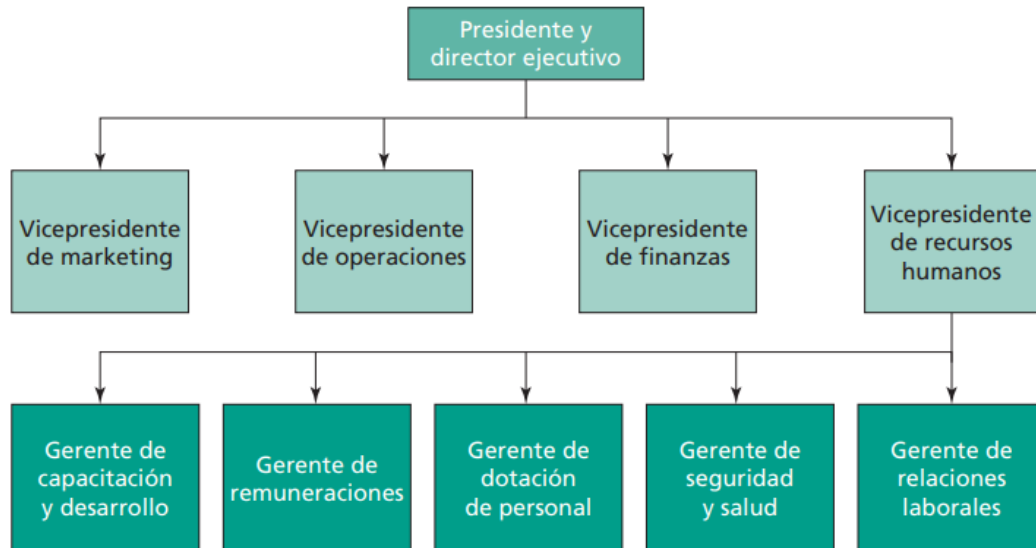 Presidente y
director ejecutivo
Vicepresidente
de marketing
Vicepresidente
de operaciones
Vicepresidente
de finanzas
Vicepresidente
de recursos
humanos
Gerente de
capacitación
y desarrollo
Gerente de
remuneraciones
Gerente de
dotación
de personal
Gerente de
seguridad
y salud
Gerente de
relaciones
laborales